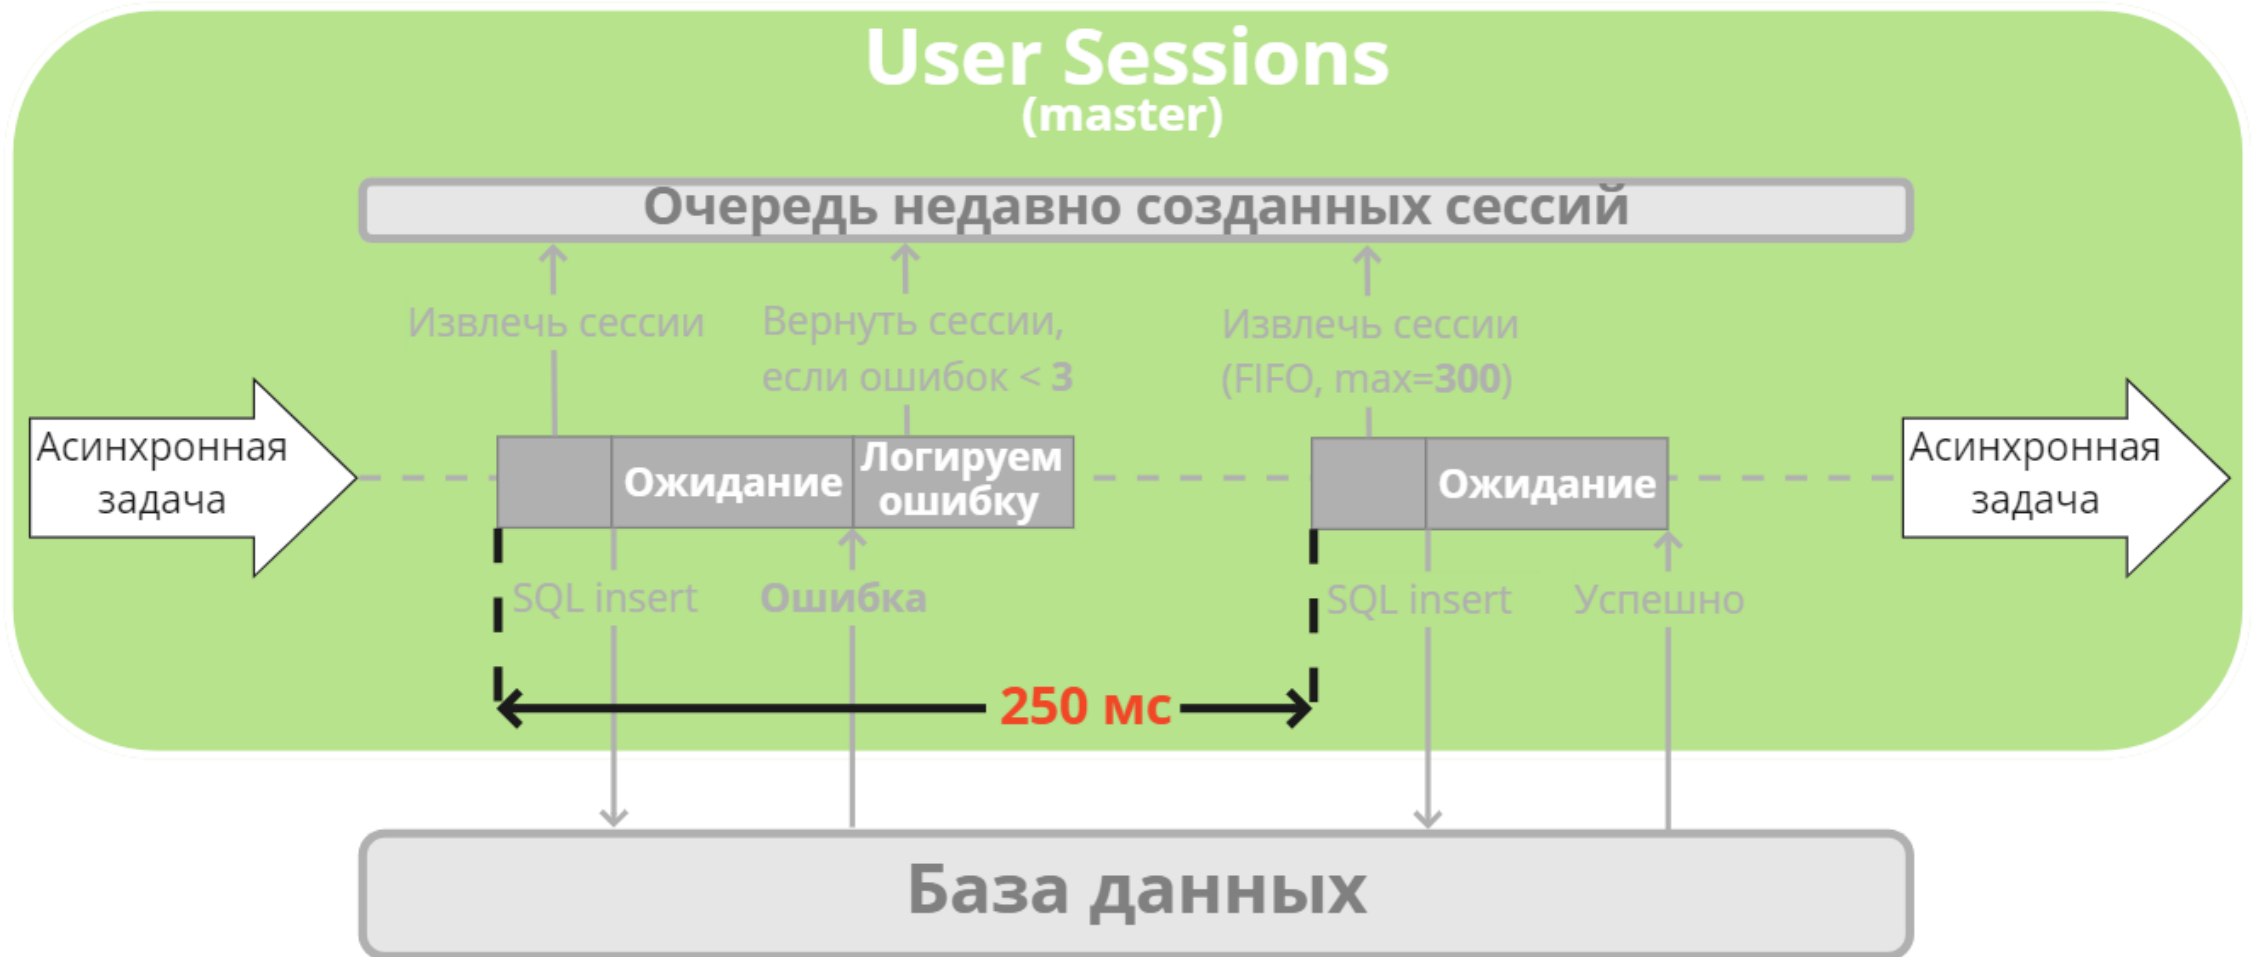 User Sessions
(master)
Очередь недавно созданных сессий
Извлечь сессии
Вернуть сессии,
если ошибок < 3
Извлечь сессии
(FIFO, max=300)
Асинхронная
задача
Ожидание
Логируем
ошибку
Ожидание
Асинхронная
задача
SQL insert
Ошибка
SQL insert
Успешно
250 мс
База данных